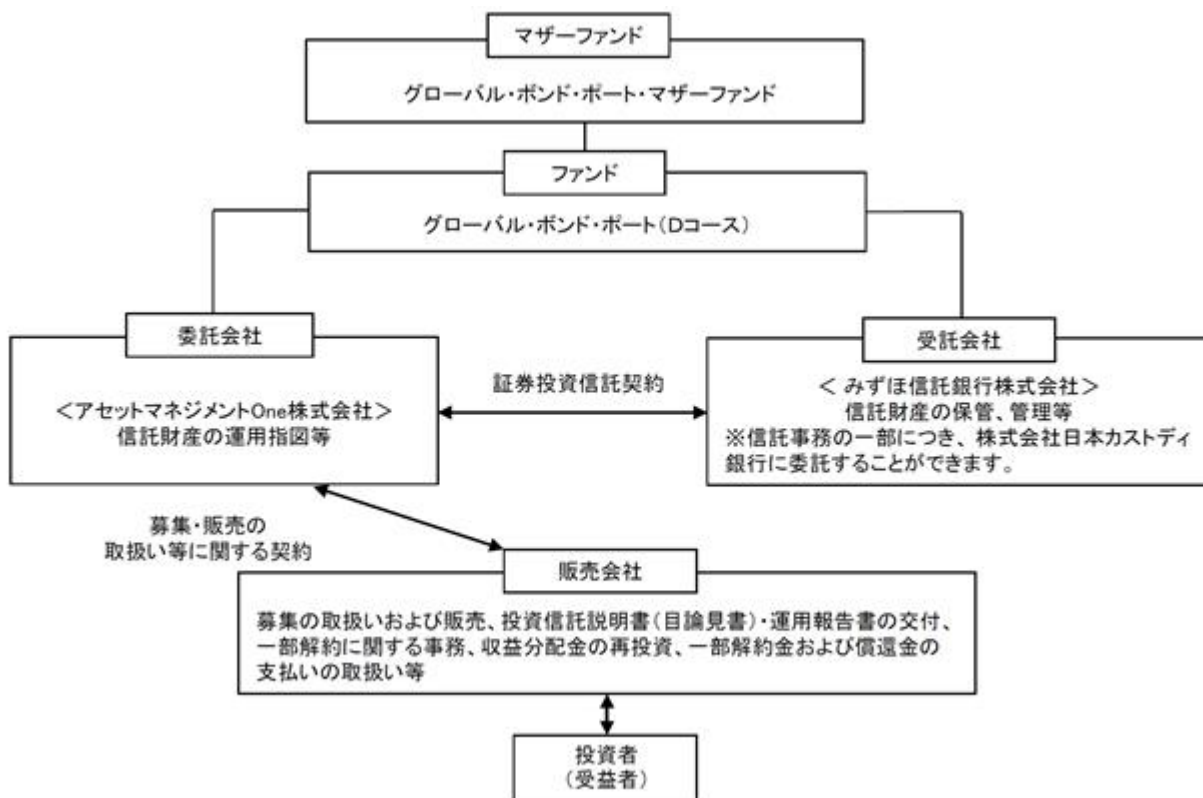 マザーファンド
グローバル・ボンド・ポート・マザーファンド
ファンド
グローバル・ボンド・ポート(Dコース)
委託会社
<アセットマネジメントOne株式会社>
信託財産の運用指図等
証券投資信託契約
受託会社
< みずほ信託銀行株式会社>
信託財産の保管、管理等
※信託事務の一部につき、株式会社日本カストディ
銀行に委託することができます。
募集・販売の
取扱い等に関する契約
販売会社
募集の取扱いおよび販売、投資信託説明書(目論見書)・運用報告書の交付、
一部解約に関する事務、収益分配金の再投資、一部解約金および償還金の
支払いの取扱い等
投資者
(受益者)